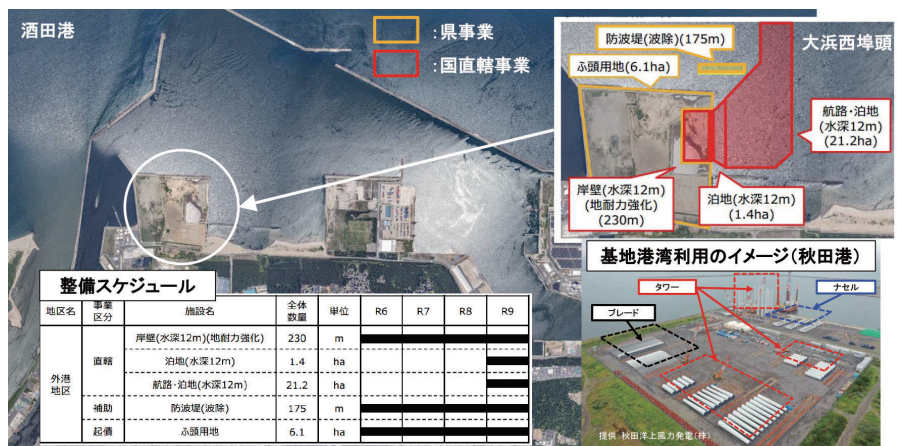 酒田港
:県事業
:国直轄事業
大浜西埠頭
防波堤(波除)(175m)
ふ頭用地(6.1ha)
航路・泊地
(水深12m)
(21.2ha)
岸壁(水深12m)
(地耐力強化)
(230m)
泊地(水深12m)
(1.4ha)
整備スケジュール
地区名 事業区分 施設名 全体数量 単位 R6 R7 R8 R9
外港地区 直轄 岸壁(水深12m)(地耐力強化) 230 m
泊地(水深12m) 1.4 ha
航路・泊地(水深12m) 21.2 ha
補助 防波堤(波除) 175 m
起債 ふ頭用地 6.1 ha
基地港湾利用のイメージ(秋田港)
タワー
ナセル
ブレード
提供:秋田洋上風力発電(株)